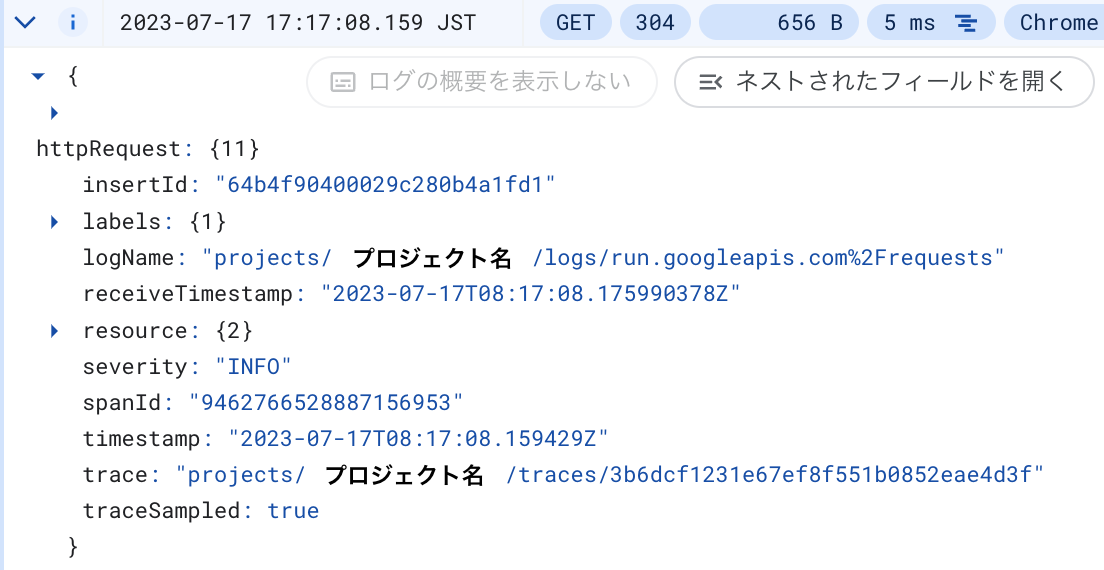 2023-07-17 17:17:08.159 JST GET 304 656 B 5 ms Chrome
{ ログの概要を表示しない ネストされたフィールドを開く
httpRequest: {11}
insertId: "64b4f90400029c280b4a1fd1"
labels: {1}
logName: "projects/ プロジェクト名 /logs/run.googleapis.com%2Frequests"
receiveTimestamp: "2023-07-17T08:17:08.175990378Z"
resource: {2}
severity: "INFO"
spanId: "9462766528887156953"
timestamp: "2023-07-17T08:17:08.159429Z"
trace: "projects/ プロジェクト名 /traces/3b6dcf1231e67ef8f551b0852eae4d3f"
traceSampled: true
}